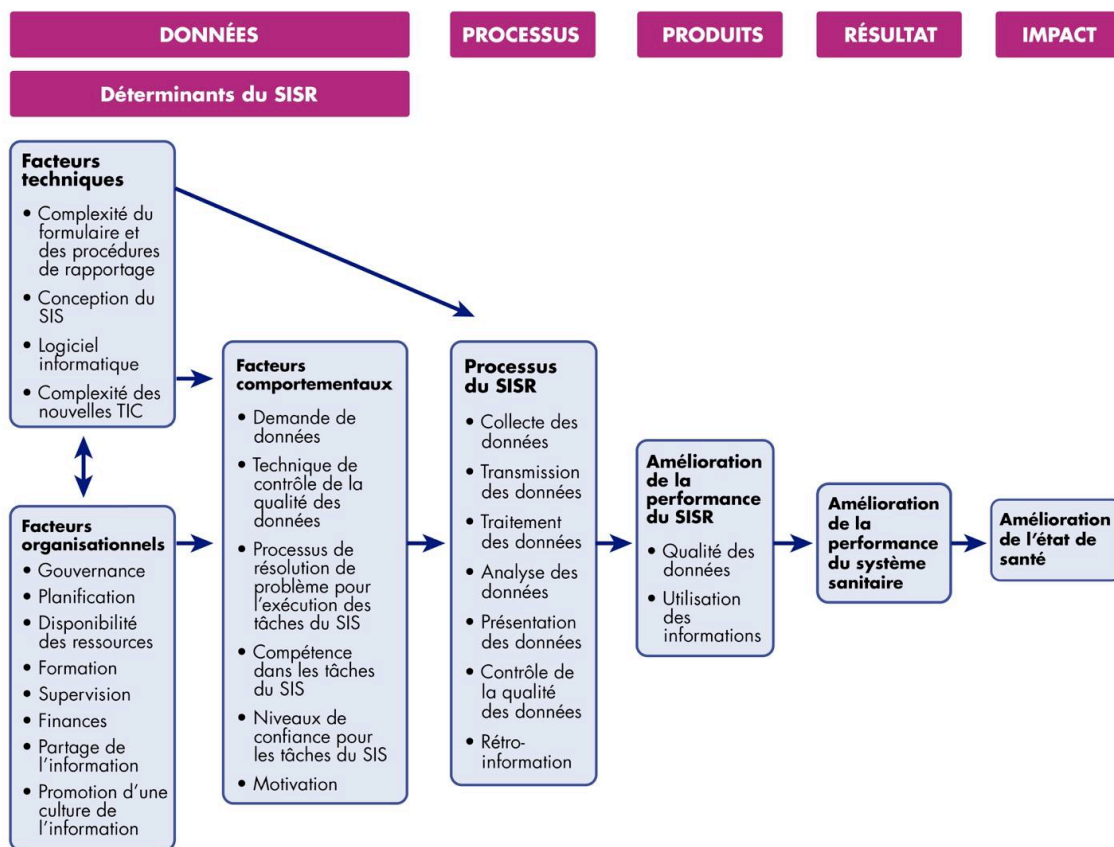 DONNÉES
PROCESSUS
PRODUITS
RÉSULTAT
IMPACT
Déterminants du SISR
Facteurs
techniques
• Complexité du
formulaire et
des procédures
de rapportage
• Conception du
SIS
• Logiciel
informatique
• Complexité des
nouvelles TIC
Facteurs
organisationnels
• Gouvernance
• Planification
• Disponibilité
des ressources
• Formation
• Supervision
• Finances
• Partage de
l'information
• Promotion d'une
culture de
l'information
Facteurs
comportementaux
• Demande de
données
• Technique de
contrôle de la
qualité des
données
• Processus de
résolution de
problème pour
l'exécution des
tâches du SIS
• Compétence
dans les tâches
du SIS
• Niveaux de
confiance pour
les tâches du SIS
• Motivation
Processus
du SISR
• Collecte des
données
• Transmission
des données
• Traitement
des données
• Analyse des
données
• Présentation
des données
• Contrôle de
la qualité
des données
• Rétro-
information
Amélioration
de la
performance
du SISR
• Qualité des
données
• Utilisation
des
informations
Amélioration
de la
performance
du système
sanitaire
Amélioration
de l'état de
santé